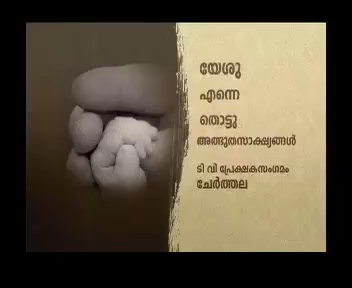 യേശു
എന്നെ
തൊട്ടു
അത്ഭുതസാക്ഷ്യങ്ങൾ
ടി വി പ്രേക്ഷകസംഗമം
ചേർത്തല